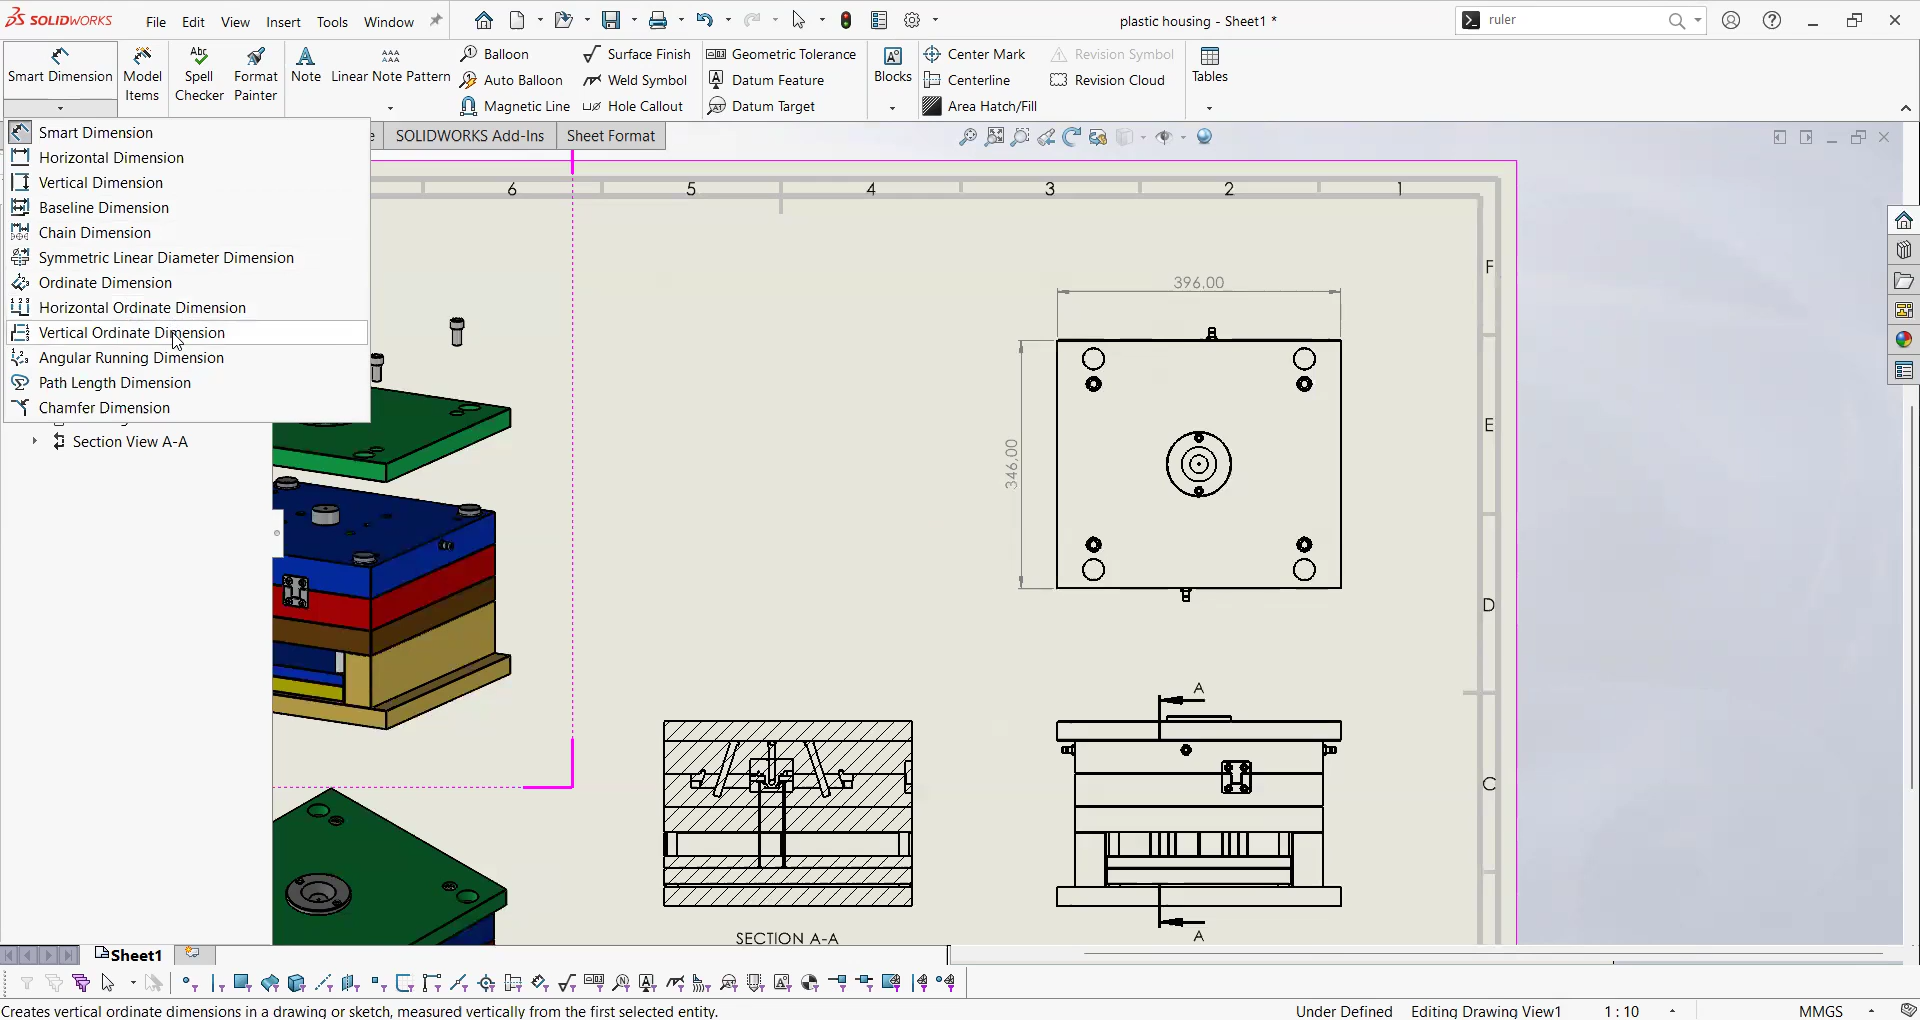 SOLIDWORKS File Edit View Insert Tools Window plastic housing - Sheet1 * ruler
Smart Dimension
Model Items
Spell Checker
Format Painter
Note
Linear Note Pattern
Balloon
Auto Balloon
Magnetic Line
Surface Finish
Weld Symbol
Hole Callout
Geometric Tolerance
Datum Feature
Datum Target
Blocks
Center Mark
Centerline
Area Hatch/Fill
Revision Symbol
Revision Cloud
Tables
SOLIDWORKS Add-Ins Sheet Format
Smart Dimension
Horizontal Dimension
Vertical Dimension
Baseline Dimension
Chain Dimension
Symmetric Linear Diameter Dimension
Ordinate Dimension
Horizontal Ordinate Dimension
Vertical Ordinate Dimension
Angular Running Dimension
Path Length Dimension
Chamfer Dimension
Section View A-A
6 5 4 3 2 1
F
E
D
C
396,00
346,00
A
A
SECTION A-A
Sheet1
Creates vertical ordinate dimensions in a drawing or sketch, measured vertically from the first selected entity.
Under Defined Editing Drawing View1 1 : 10 MMGS